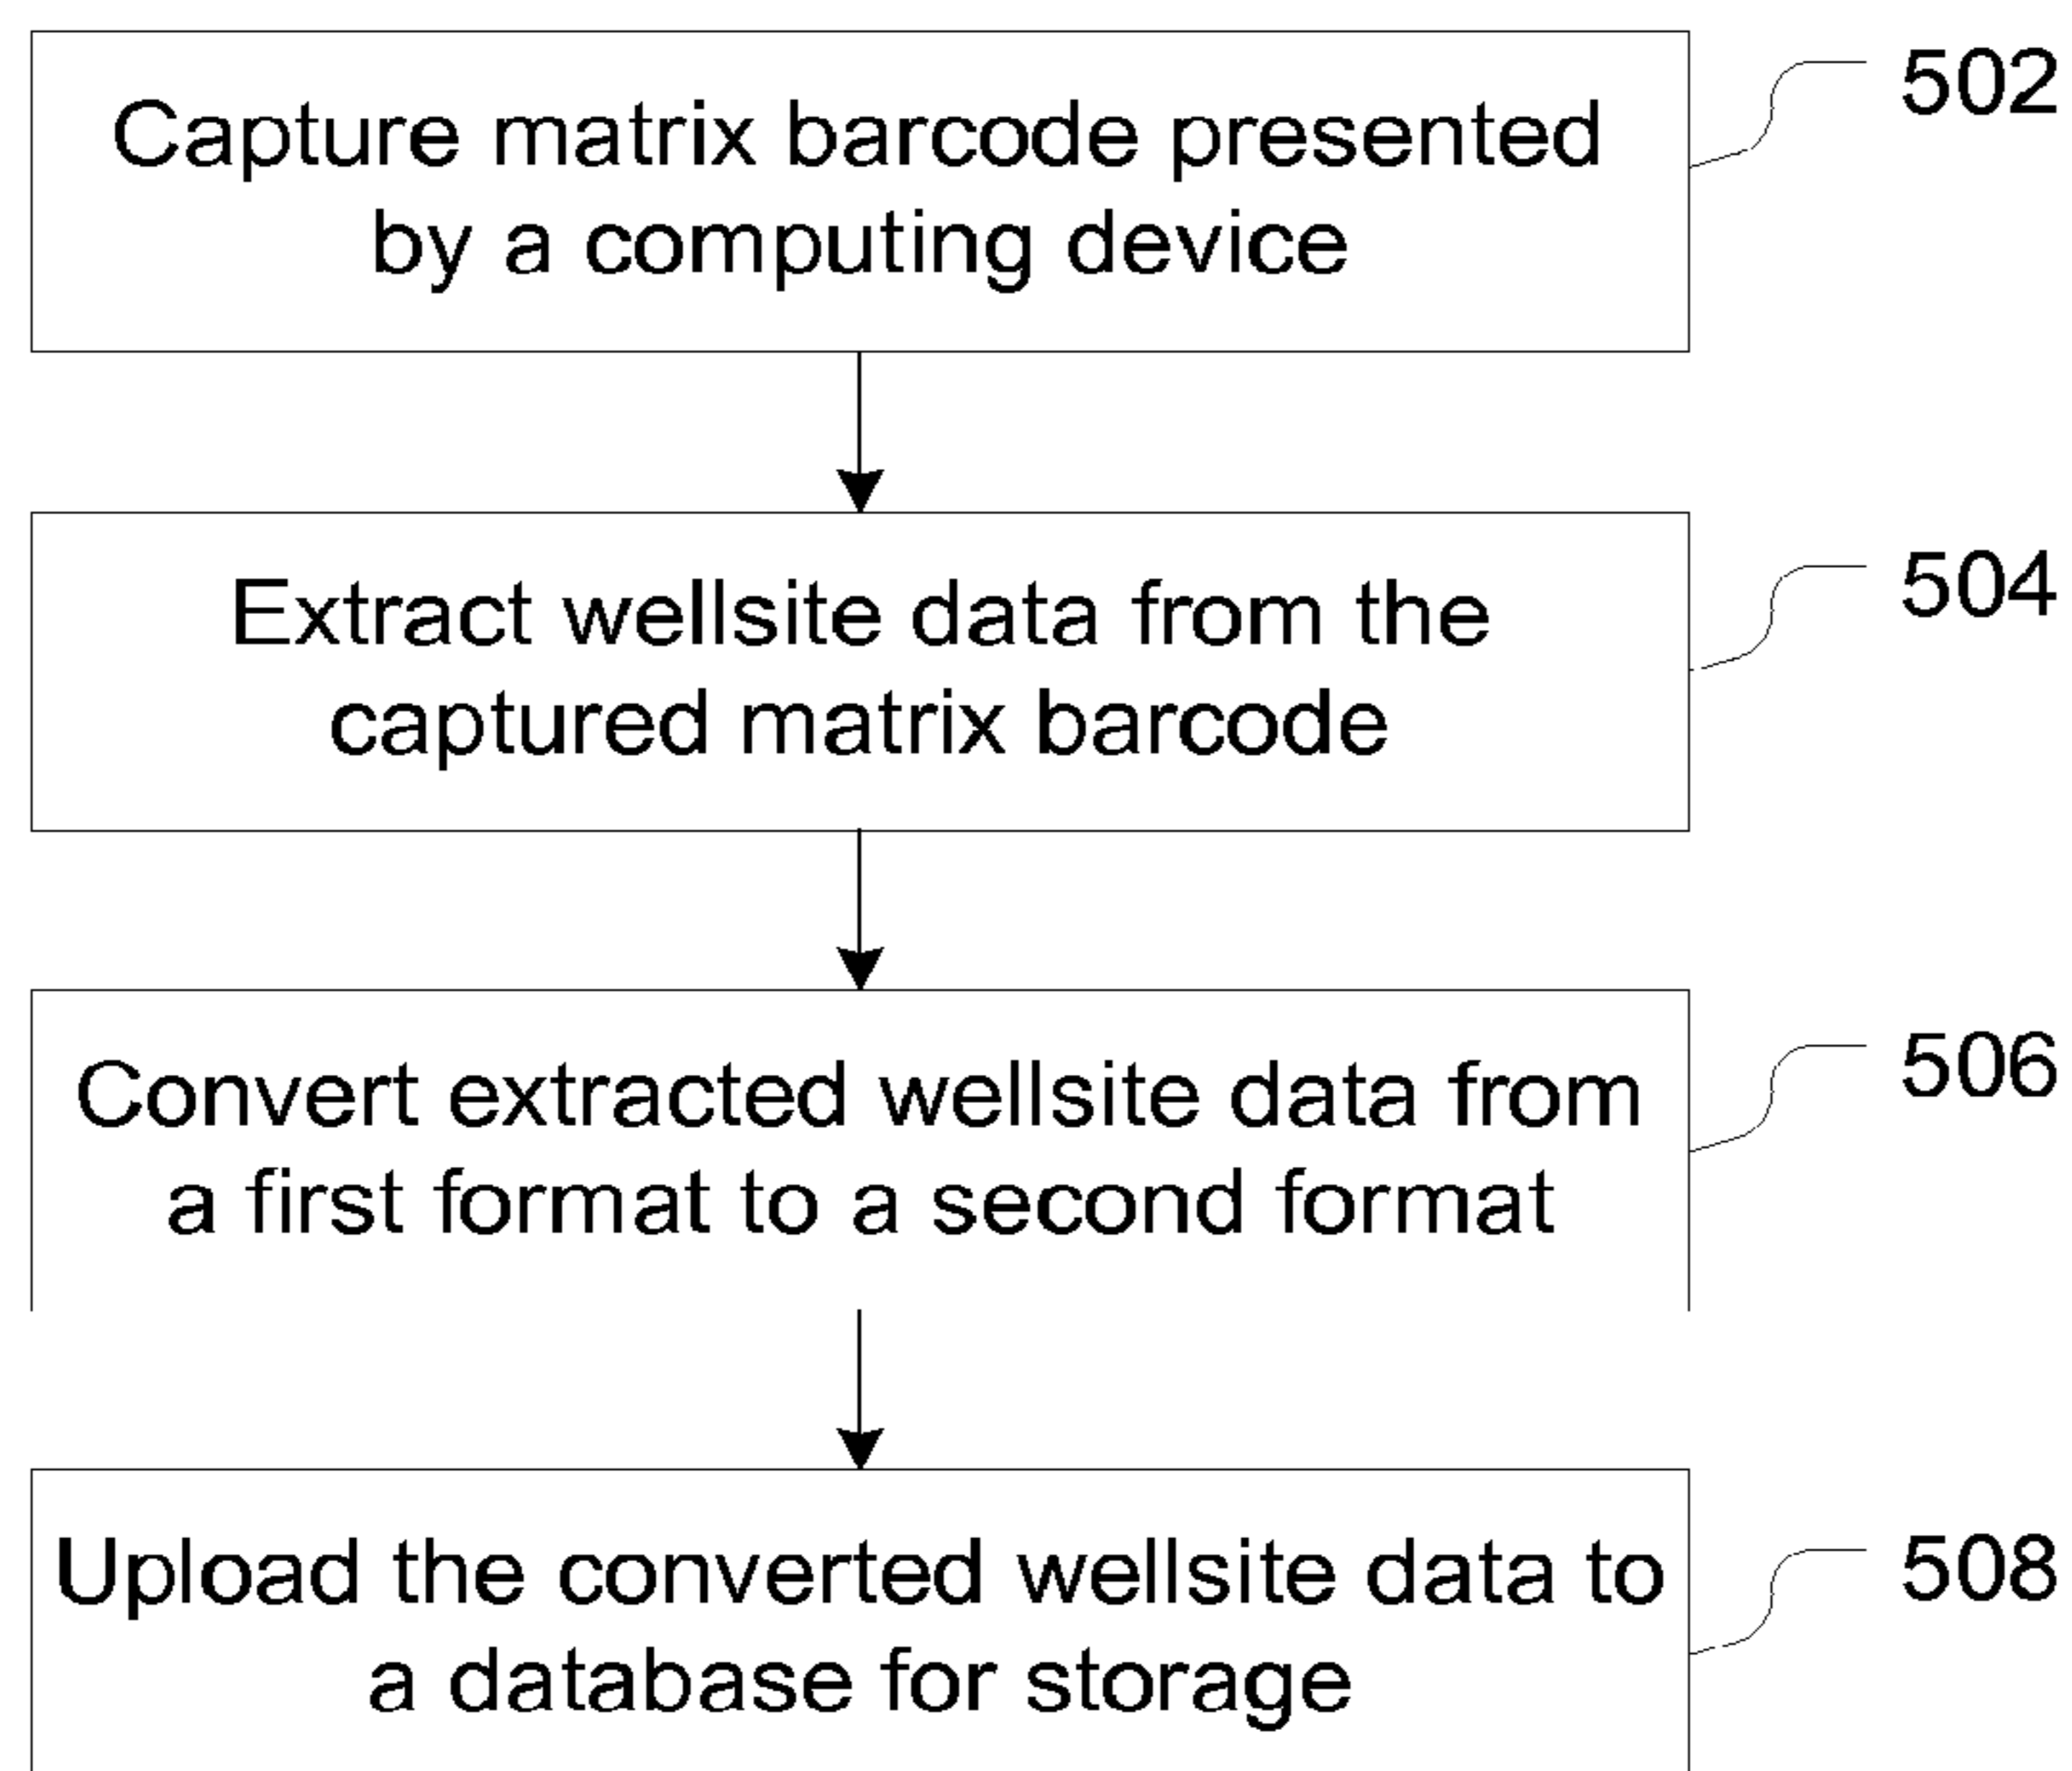 Capture matrix barcode presented
by a computing device
502
Extract wellsite data from the
captured matrix barcode
504
Convert extracted wellsite data from
a first format to a second format
506
Upload the converted wellsite data to
a database for storage
508